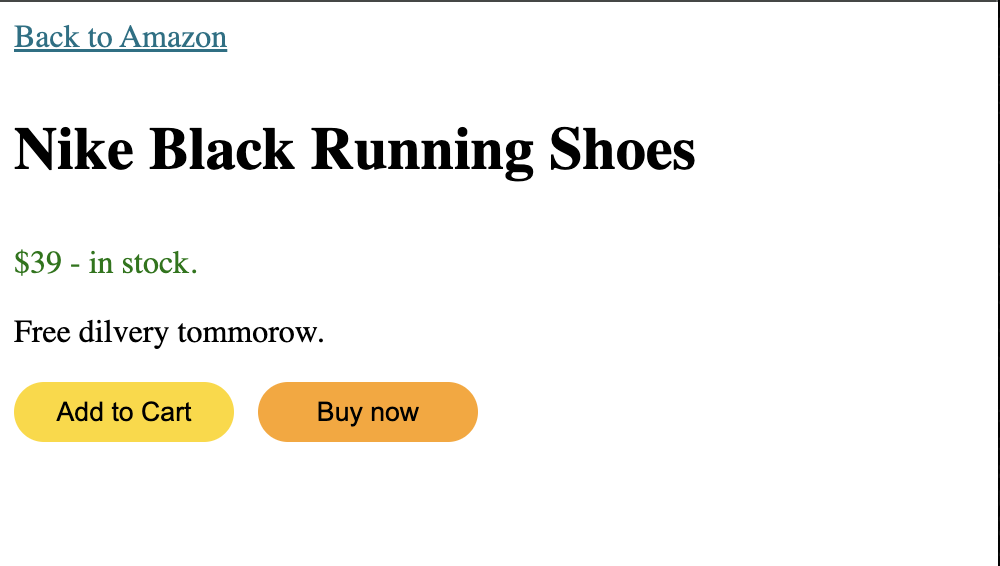 Back to Amazon
Nike Black Running Shoes
$39 - in stock.
Free dilvery tommorow.
Add to Cart
Buy now